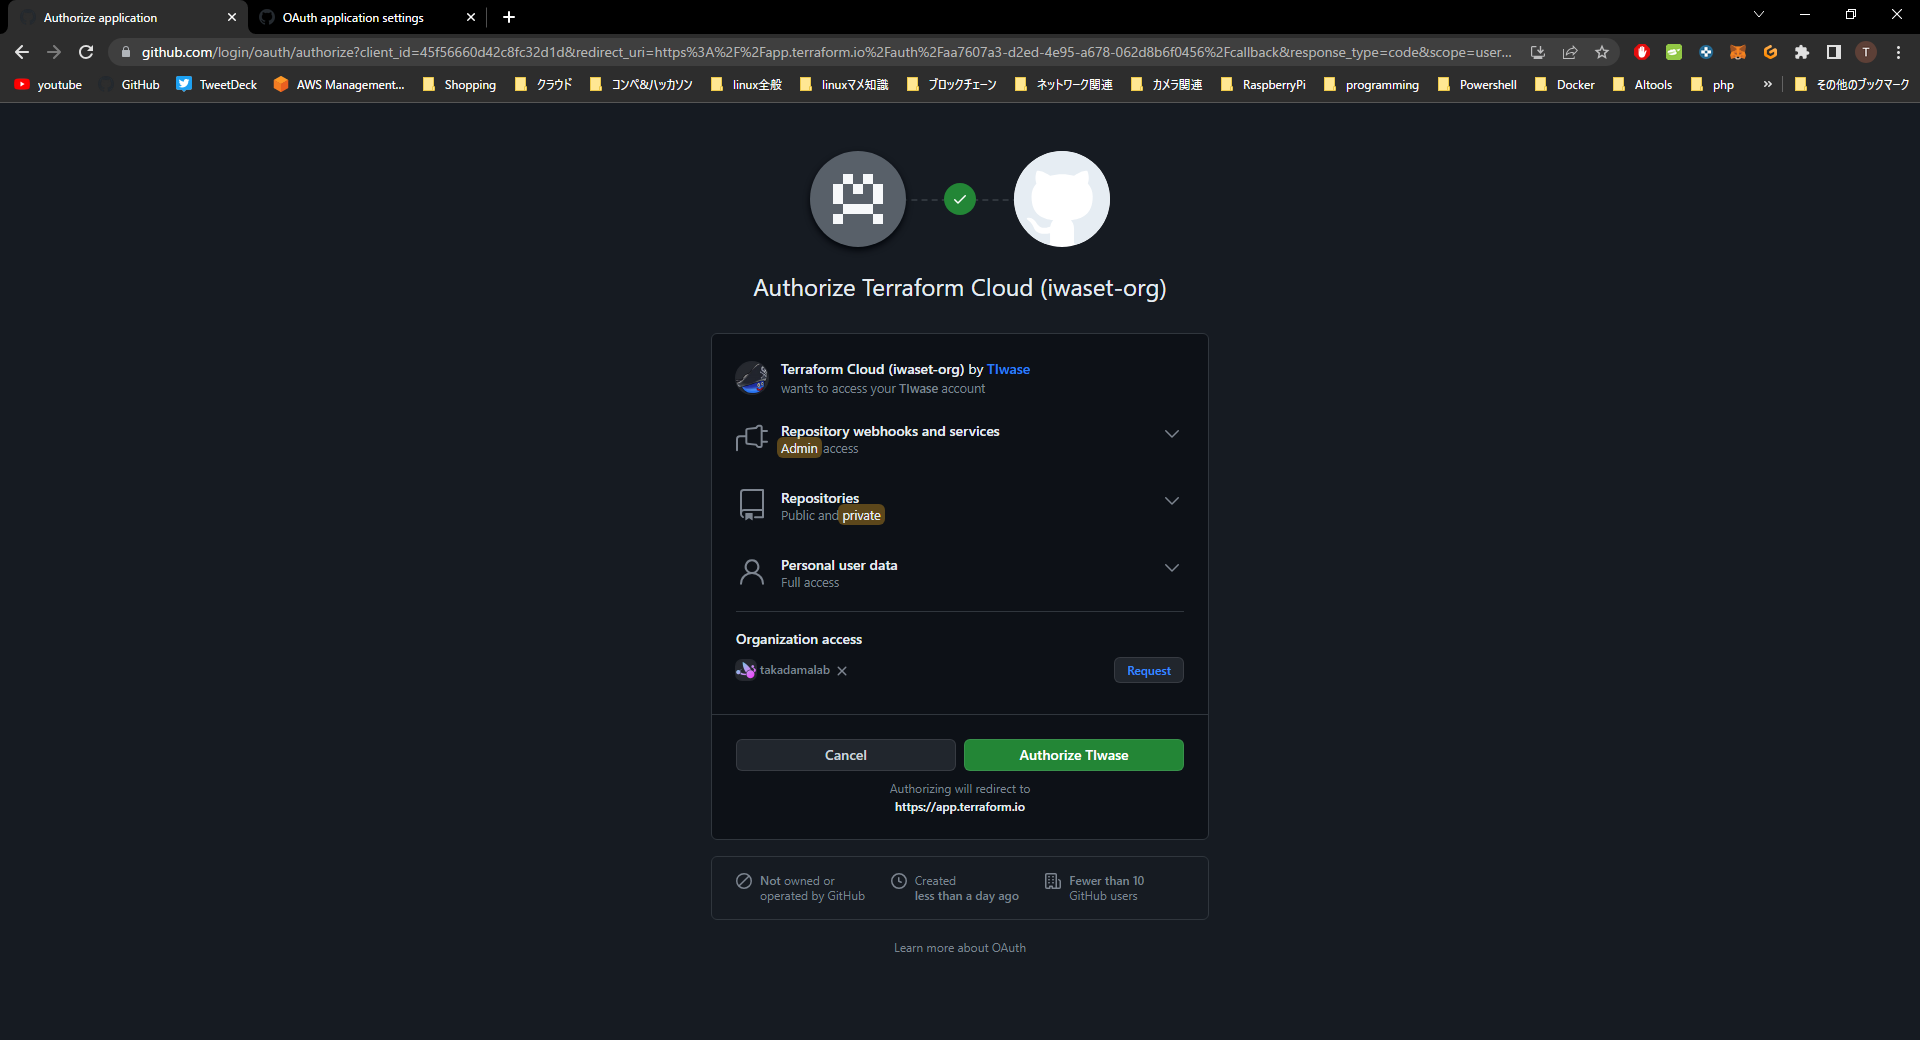 Authorize application
OAuth application settings
github.com/login/oauth/authorize?client_id=45f56660d42c8fc32d1d&redirect_uri=https%3A%2F%2Fapp.terraform.io%2Fauth%2Faa7607a3-d2ed-4e95-a678-062d8b6f0456%2Fcallback&response_type=code&scope=user...
T
youtube GitHub TweetDeck AWS Management... Shopping クラウド コンペ&ハッカソン linux全般 linuxマメ知識 ブロックチェーン ネットワーク関連 カメラ関連 RaspberryPi programming Powershell Docker AItools php » その他のブックマーク
Authorize Terraform Cloud (iwaset-org)
Terraform Cloud (iwaset-org) by TIwase
wants to access your TIwase account
Repository webhooks and services
Admin access
Repositories
Public and private
Personal user data
Full access
Organization access
takadamalab
Request
Cancel
Authorize TIwase
Authorizing will redirect to
https://app.terraform.io
Not owned or
operated by GitHub
Created
less than a day ago
Fewer than 10
GitHub users
Learn more about OAuth